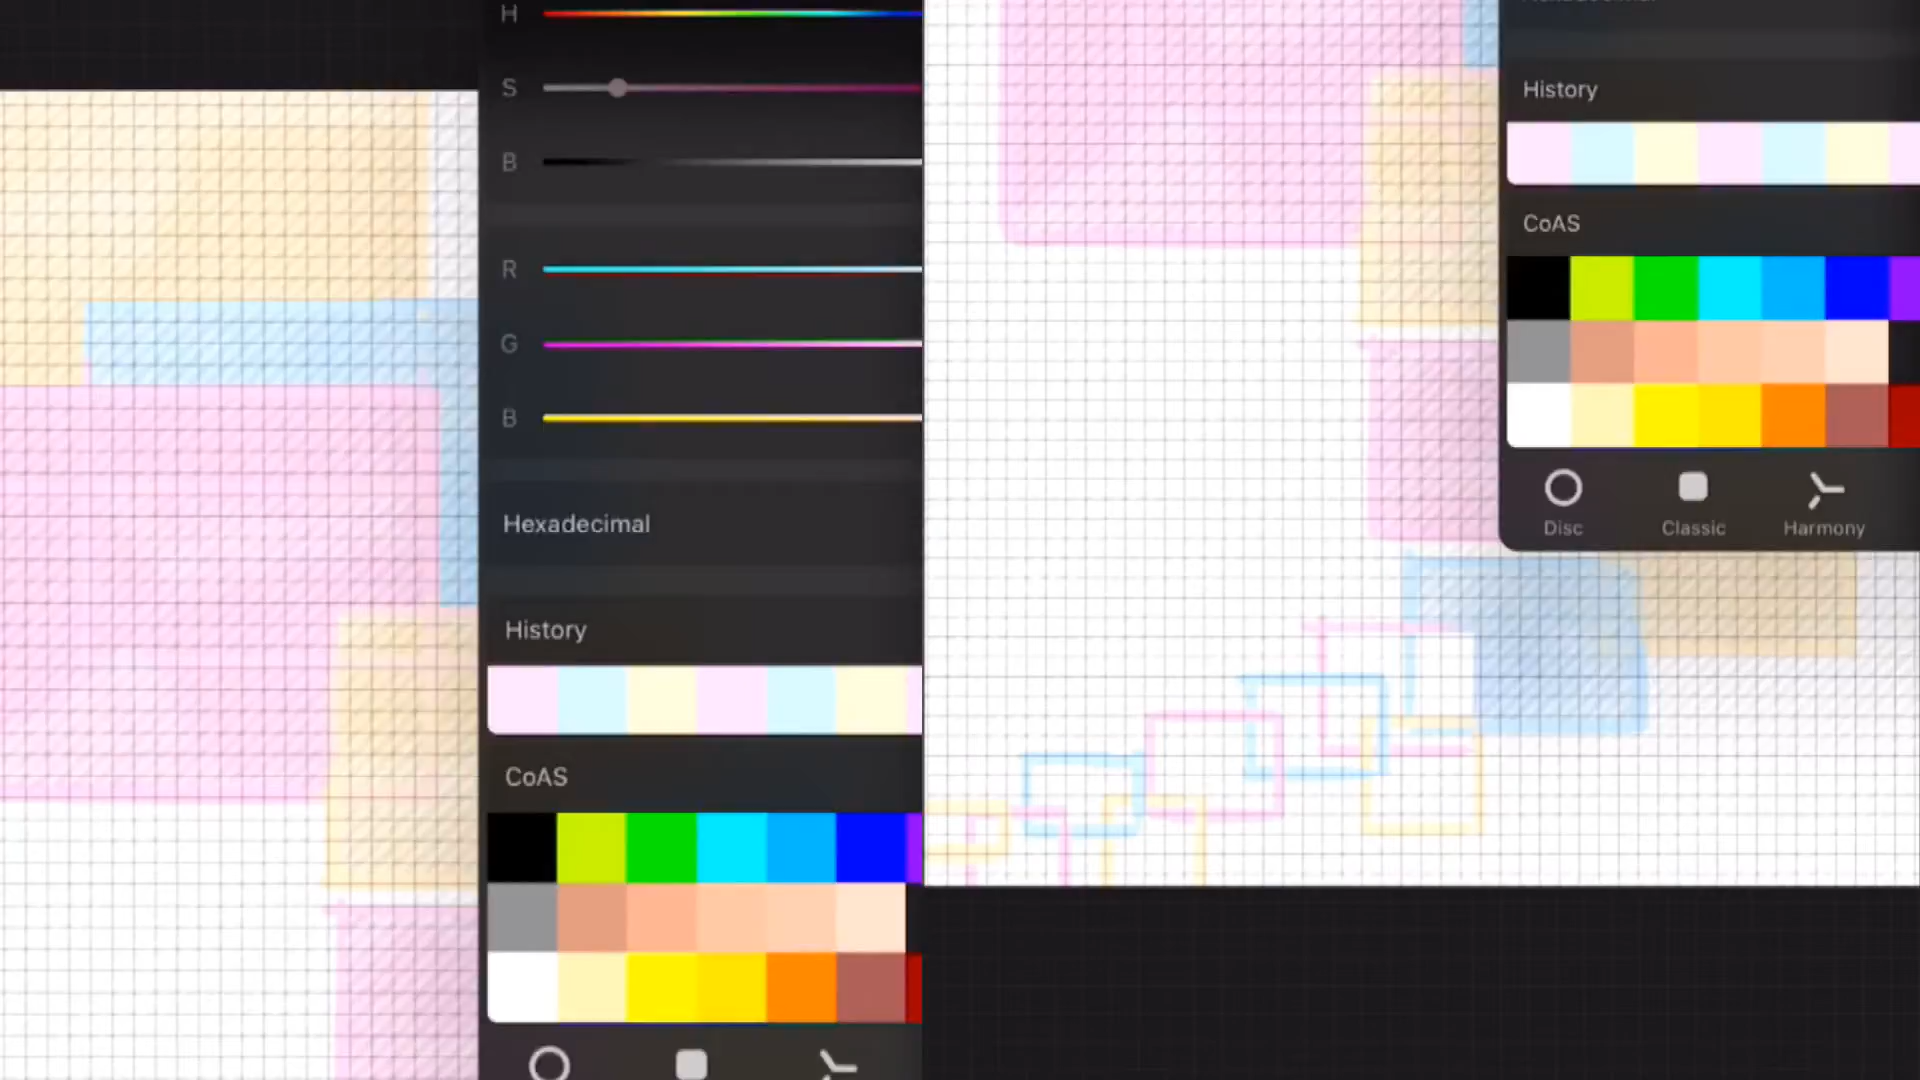 H
S
B
R
G
B
Hexadecimal
History
CoAS
History
CoAS
Disc
Classic
Harmony